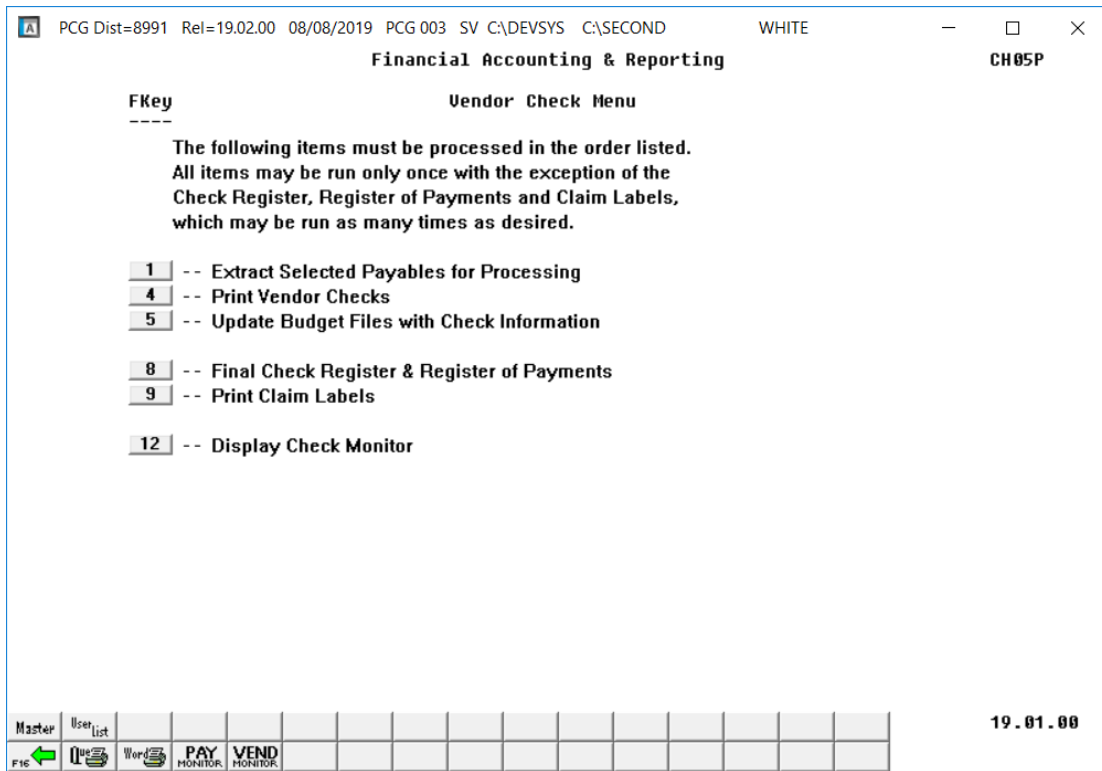 A PCG Dist=8991 Rel=19.02.00 08/08/2019 PCG 003 SV C:\DEVSYS C:\SECOND WHITE
Financial Accounting & Reporting CH05P
FKey Vendor Check Menu
----
The following items must be processed in the order listed.
All items may be run only once with the exception of the
Check Register, Register of Payments and Claim Labels,
which may be run as many times as desired.
1 -- Extract Selected Payables for Processing
4 -- Print Vendor Checks
5 -- Update Budget Files with Check Information
8 -- Final Check Register & Register of Payments
9 -- Print Claim Labels
12 -- Display Check Monitor
Master User List 19.01.00
F16 Que Word PAY MONITOR VEND MONITOR